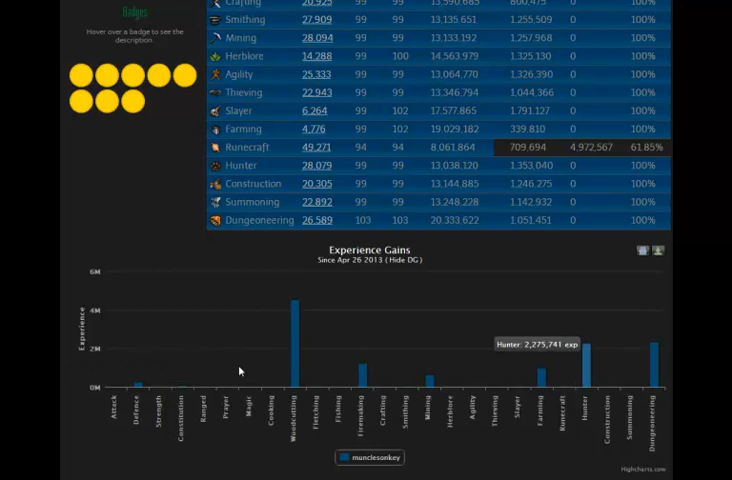 Badges
Hover over a badge to see the
description.
Crafting 20,925 99 99 13,590,685 800,475 0 100%
Smithing 27,909 99 99 13,135,651 1,255,509 0 100%
Mining 28,094 99 99 13,133,192 1,257,968 0 100%
Herblore 14,288 99 100 14,563,979 1,325,130 0 100%
Agility 25,333 99 99 13,064,770 1,326,390 0 100%
Thieving 22,943 99 99 13,346,794 1,044,366 0 100%
Slayer 6,264 99 102 17,577,865 1,791,127 0 100%
Farming 4,776 99 102 19,029,182 339,810 0 100%
Runecraft 49,271 94 94 8,061,864 709,694 4,972,567 61.85%
Hunter 28,079 99 99 13,038,120 1,353,040 0 100%
Construction 20,305 99 99 13,144,885 1,246,275 0 100%
Summoning 22,892 99 99 13,248,228 1,142,932 0 100%
Dungeoneering 26,589 103 103 20,333,622 1,051,451 0 100%
Experience Gains
Since Apr 26 2013 ( Hide DG )
6M
4M
2M
0M
Experience
Hunter: 2,275,741 exp
Attack
Defence
Strength
Constitution
Ranged
Prayer
Magic
Cooking
Woodcutting
Fletching
Fishing
Firemaking
Crafting
Smithing
Mining
Herblore
Agility
Thieving
Slayer
Farming
Runecraft
Hunter
Construction
Summoning
Dungeoneering
munclesonkey
Highcharts.com